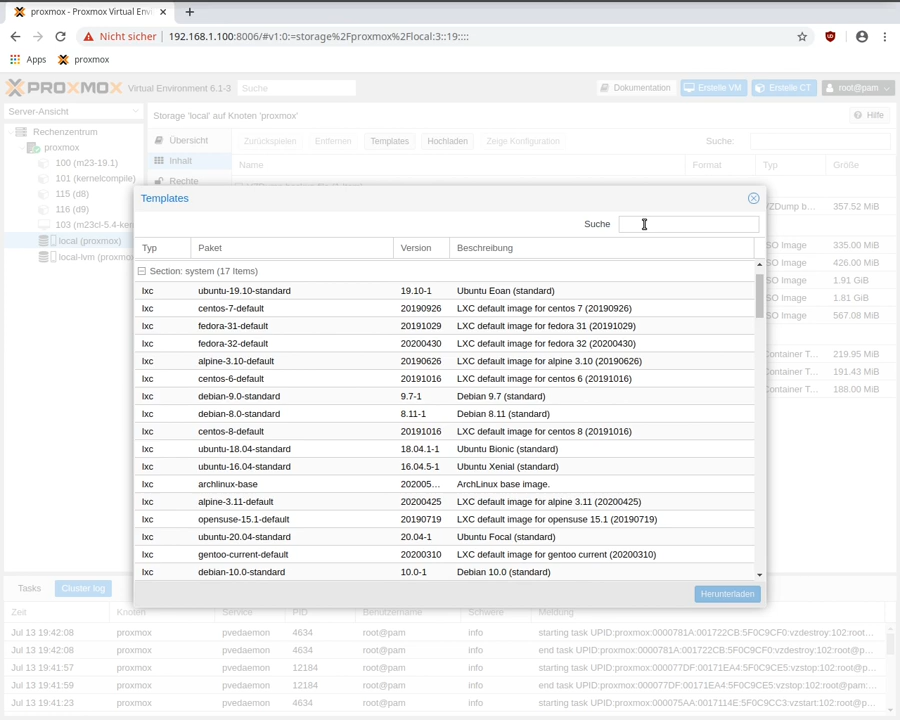 proxmox - Proxmox Virtual Envi
Nicht sicher 192.168.1.100:8006/#v1:0:=storage%2Fproxmox%2Flocal:3::19::::
Apps proxmox
PROXMOX Virtual Environment 6.1-3 Suche Dokumentation Erstelle VM Erstelle CT root@pam
Server-Ansicht
Storage 'local' auf Knoten 'proxmox' Hilfe
Rechenzentrum
proxmox
100 (m23-19.1)
101 (kernelcompile)
115 (d8)
116 (d9)
103 (m23cl-5.4-ker
local (proxmox)
local-lvm (proxmox
Übersicht
Inhalt
Rechte
Zurückspielen Entfernen Templates Hochladen Zeige Konfiguration Suche:
Name Format Typ Größe
VZDump b... 357.52 MiB
SO Image 335.00 MiB
SO Image 426.00 MiB
SO Image 1.91 GiB
SO Image 1.81 GiB
SO Image 567.08 MiB
Container T... 219.95 MiB
Container T... 191.43 MiB
Container T... 188.00 MiB
Templates
Suche
Typ Paket Version Beschreibung
Section: system (17 Items)
lxc ubuntu-19.10-standard 19.10-1 Ubuntu Eoan (standard)
lxc centos-7-default 20190926 LXC default image for centos 7 (20190926)
lxc fedora-31-default 20191029 LXC default image for fedora 31 (20191029)
lxc fedora-32-default 20200430 LXC default image for fedora 32 (20200430)
lxc alpine-3.10-default 20190626 LXC default image for alpine 3.10 (20190626)
lxc centos-6-default 20191016 LXC default image for centos 6 (20191016)
lxc debian-9.0-standard 9.7-1 Debian 9.7 (standard)
lxc debian-8.0-standard 8.11-1 Debian 8.11 (standard)
lxc centos-8-default 20191016 LXC default image for centos 8 (20191016)
lxc ubuntu-18.04-standard 18.04.1-1 Ubuntu Bionic (standard)
lxc ubuntu-16.04-standard 16.04.5-1 Ubuntu Xenial (standard)
lxc archlinux-base 202005... ArchLinux base image.
lxc alpine-3.11-default 20200425 LXC default image for alpine 3.11 (20200425)
lxc opensuse-15.1-default 20190719 LXC default image for opensuse 15.1 (20190719)
lxc ubuntu-20.04-standard 20.04-1 Ubuntu Focal (standard)
lxc gentoo-current-default 20200310 LXC default image for gentoo current (20200310)
lxc debian-10.0-standard 10.0-1 Debian 10.0 (standard)
Herunterladen
Tasks Cluster log
Zeit Knoten Service PID Benutzername Schwere Meldung
Jul 13 19:42:08 proxmox pvedaemon 4634 root@pam info starting task UPID:proxmox:0000781A:001722CB:5F0C9CF0:vzdestroy:102:root...
Jul 13 19:42:08 proxmox pvedaemon 4634 root@pam info end task UPID:proxmox:0000781A:001722CB:5F0C9CF0:vzdestroy:102:root@p...
Jul 13 19:41:57 proxmox pvedaemon 12184 root@pam info starting task UPID:proxmox:000077DF:00171EA4:5F0C9CE5:vzstop:102:root@...
Jul 13 19:41:59 proxmox pvedaemon 12184 root@pam info end task UPID:proxmox:000077DF:00171EA4:5F0C9CE5:vzstop:102:root@pam:...
Jul 13 19:41:23 proxmox pvedaemon 4634 root@pam info starting task UPID:proxmox:000075AA:0017114E:5F0C9CC3:vzstart:102:root@p...